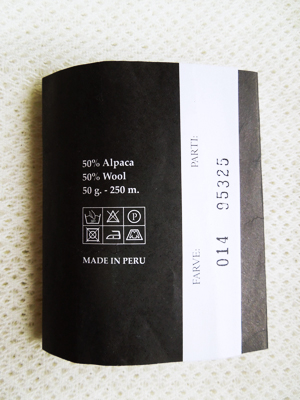 50% Alpaca
50% Wool
50 g. - 250 m.
P
MADE IN PERU
FARVE: PARTI:
014 95325